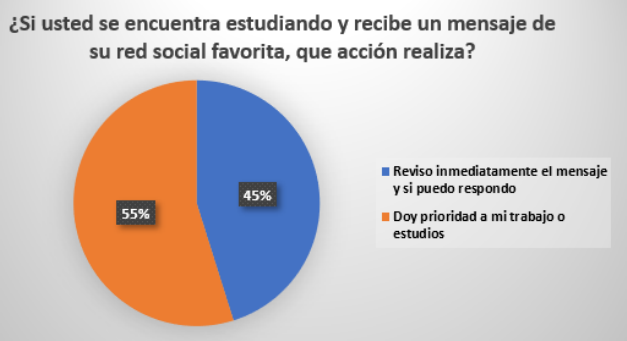 ¿Si usted se encuentra estudiando y recibe un mensaje de
su red social favorita, que acción realiza?
45%
55%
Reviso inmediatamente el mensaje
y si puedo respondo
Doy prioridad a mi trabajo o
estudios